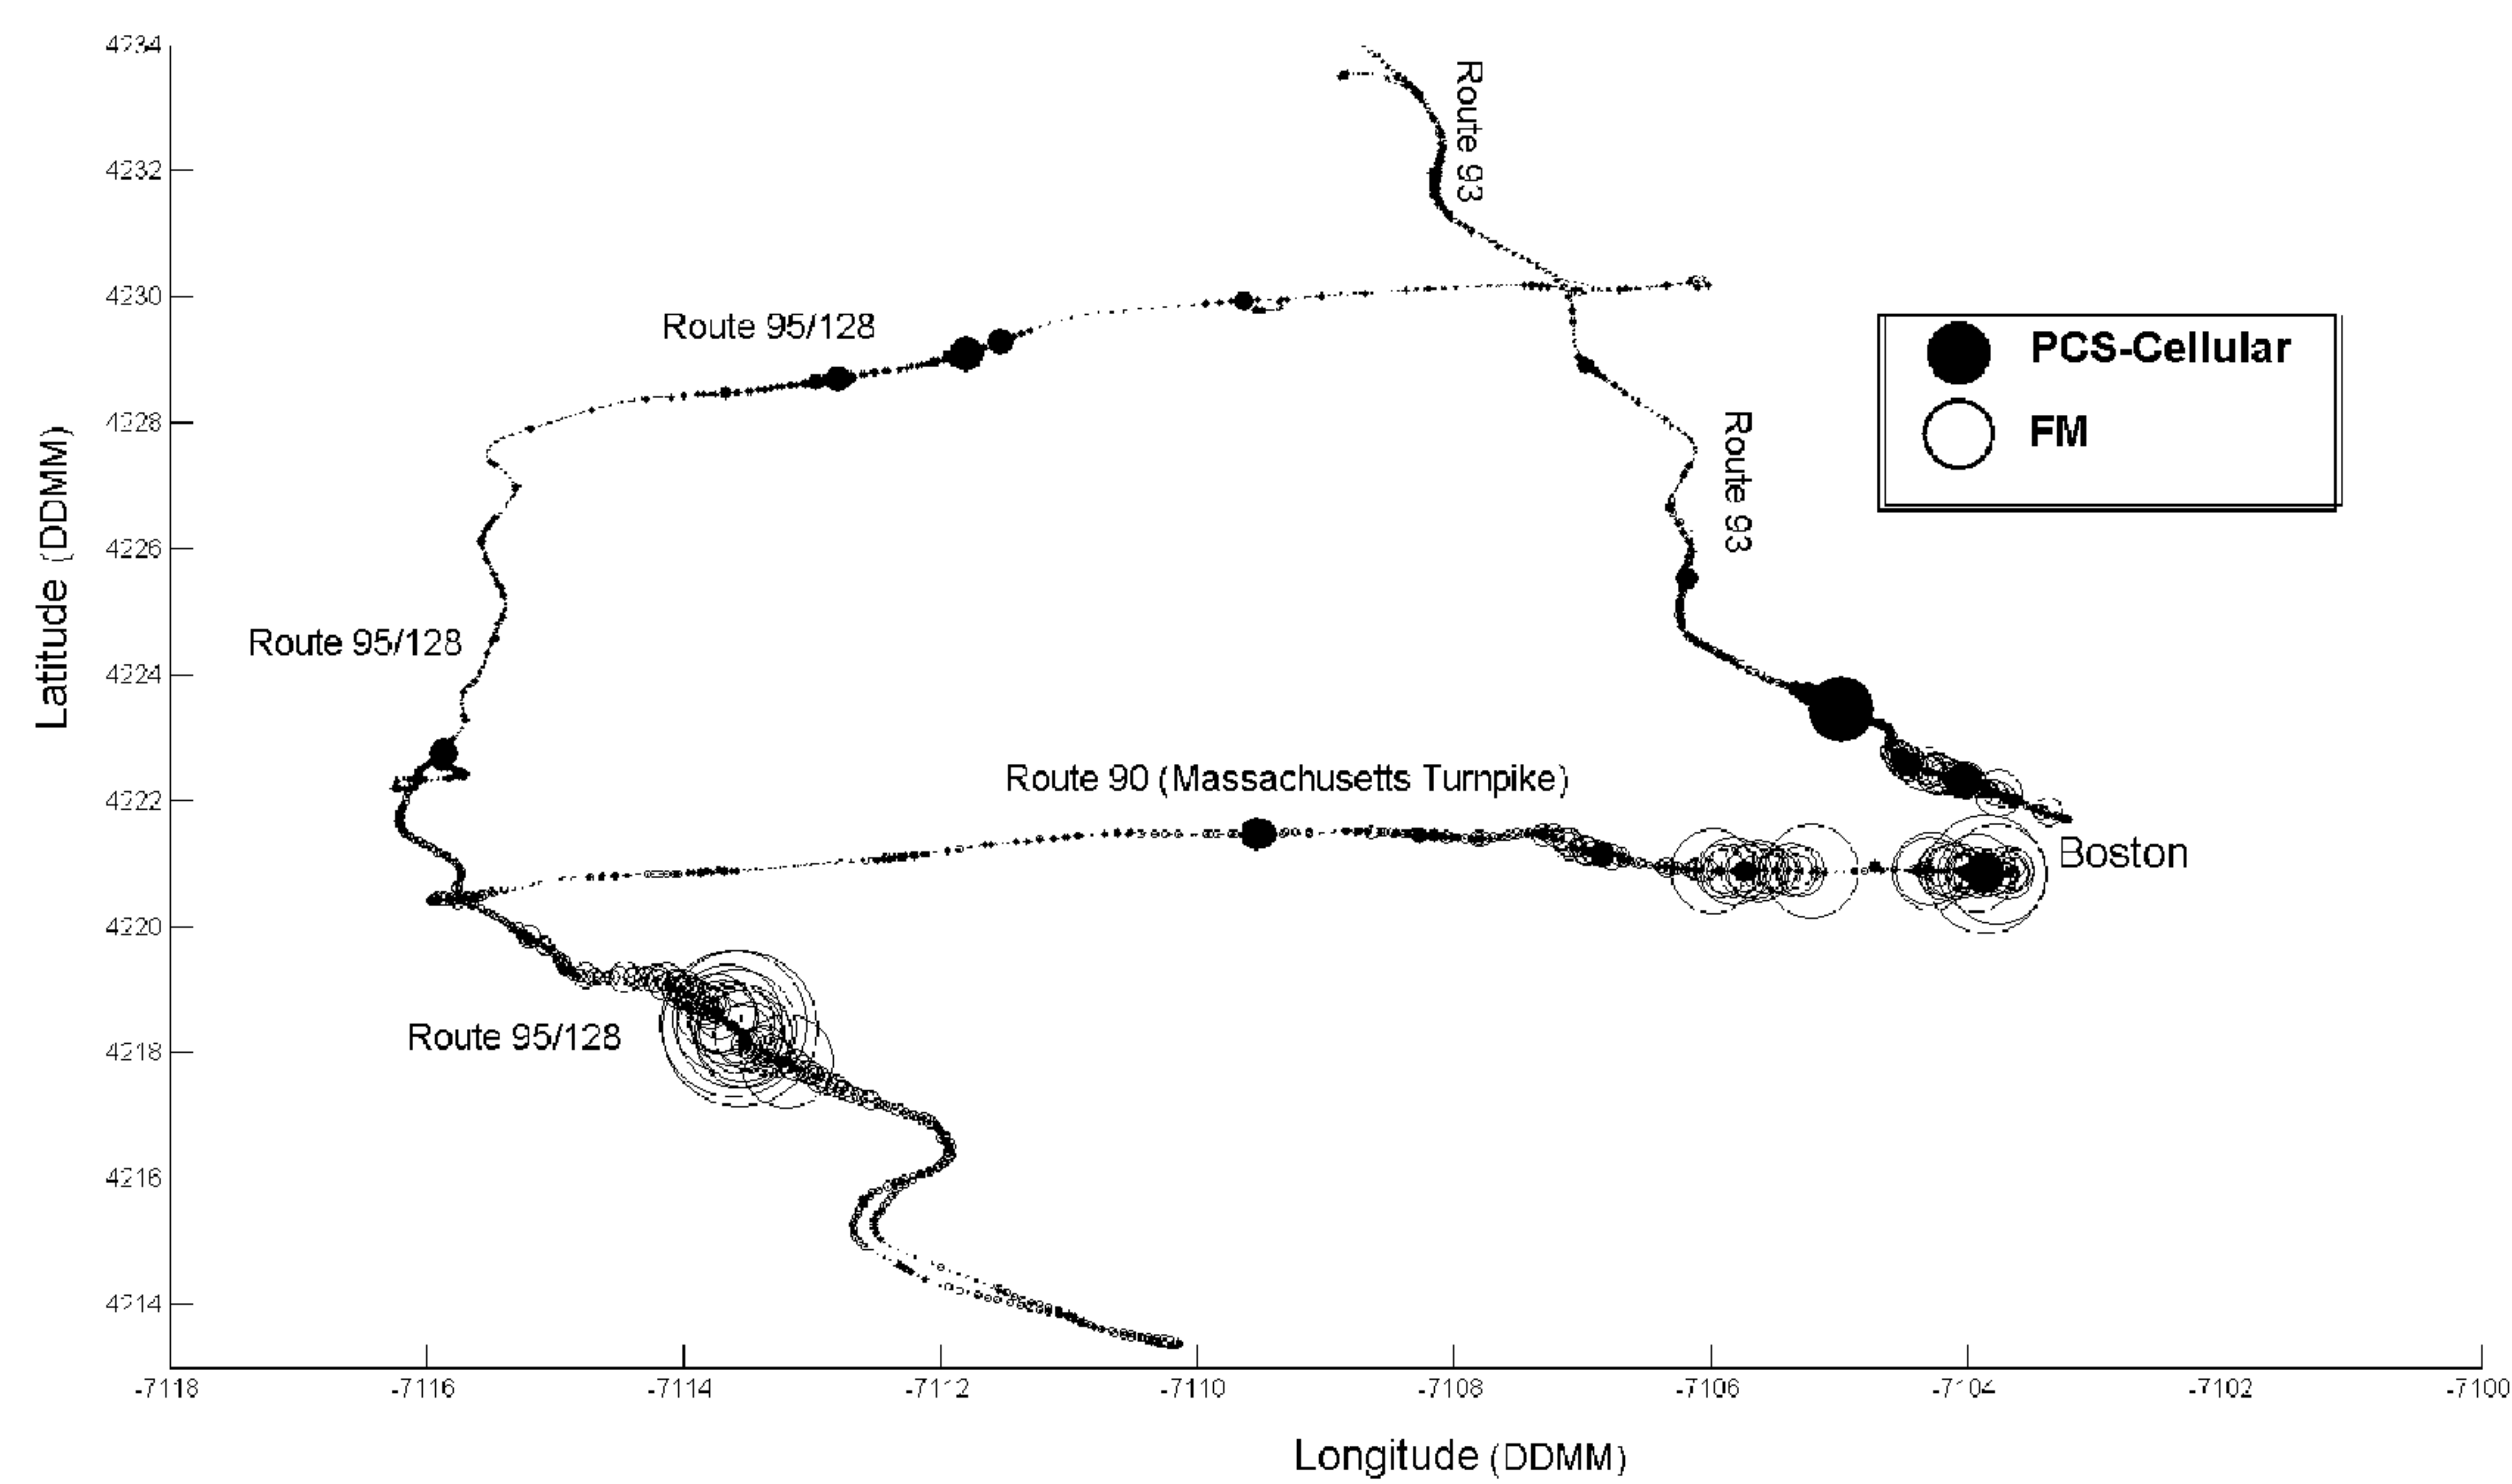 4234
Route 93
4232
4230
Route 95/128
PCS-Cellular
FM
4228
Route 93
4226
Latitude (DDMM)
Route 95/128
4224
Route 90 (Massachusetts Turnpike)
4222
Boston
4220
Route 95/128
4218
4216
4214
-7118 -7116 -7114 -7112 -7110 -7108 -7106 -7104 -7102 -7100
Longitude (DDMM)